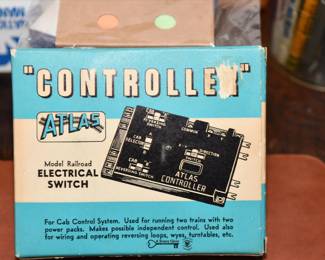 "CONTROLLER"
ATLAS
Model Railroad
ELECTRICAL
SWITCH
COMMON
CAB
SELECTOR
DIRECTION
SWITCH
CAB
REVERSING SWITCH
ATLAS
CONTROLLER
For Cab Control System. Used for running two trains with two
power packs. Makes possible independent control. Used also
for wiring and operating reversing loops, wyes, turntables, etc.